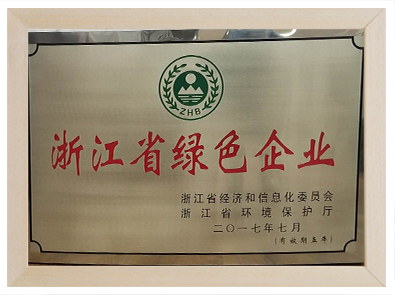 ZHB
浙江省绿色企业
浙江省经济和信息化委员会
浙江省环境保护厅
二〇一七年七月
(有效期五年)